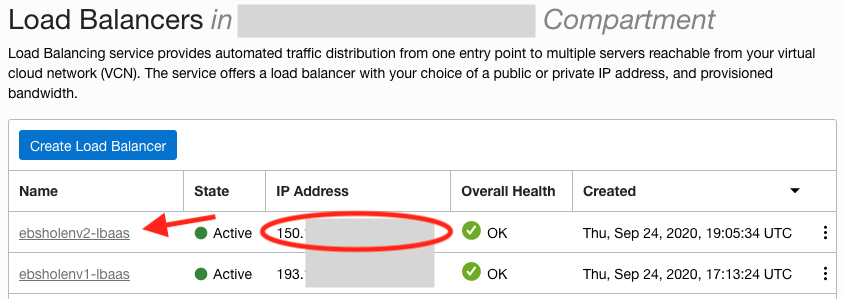 Load Balancers in Compartment
Load Balancing service provides automated traffic distribution from one entry point to multiple servers reachable from your virtual
cloud network (VCN). The service offers a load balancer with your choice of a public or private IP address, and provisioned
bandwidth.
Create Load Balancer
Name State IP Address Overall Health Created
ebsholenv2-lbaas Active 150. OK Thu, Sep 24, 2020, 19:05:34 UTC
ebsholenv1-lbaas Active 193. OK Thu, Sep 24, 2020, 17:13:24 UTC